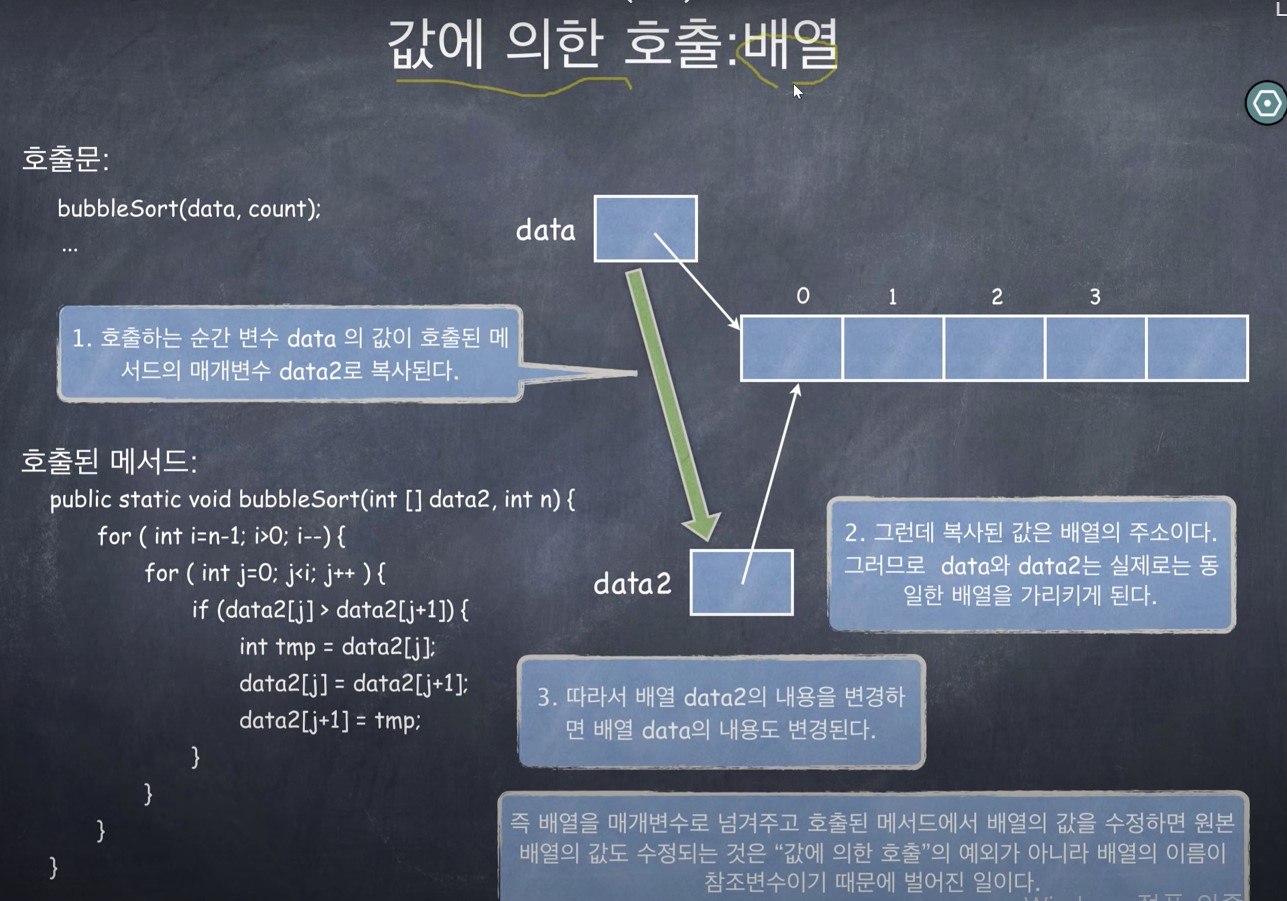 값에 의한 호출:배열
호출문:
bubbleSort(data, count);
...
data
0 1 2 3
1. 호출하는 순간 변수 data 의 값이 호출된 메
서드의 매개변수 data2로 복사된다.
호출된 메서드:
public static void bubbleSort(int [] data2, int n) {
for ( int i=n-1; i>0; i--) {
for ( int j=0; j<i; j++ ) {
if (data2[j] > data2[j+1]) {
int tmp = data2[j];
data2[j] = data2[j+1];
data2[j+1] = tmp;
}
}
}
}
data2
2. 그런데 복사된 값은 배열의 주소이다.
그러므로 data와 data2는 실제로는 동
일한 배열을 가리키게 된다.
3. 따라서 배열 data2의 내용을 변경하
면 배열 data의 내용도 변경된다.
즉 배열을 매개변수로 넘겨주고 호출된 메서드에서 배열의 값을 수정하면 원본
배열의 값도 수정되는 것은 “값에 의한 호출”의 예외가 아니라 배열의 이름이
참조변수이기 때문에 벌어진 일이다.